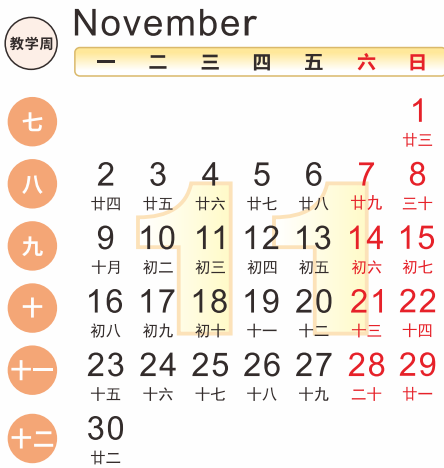 November
教学周 一 二 三 四 五 六 日
七 1
廿三
2 3 4 5 6 7 8
八 廿四 廿五 廿六 廿七 廿八 廿九 三十
9 10 11 12 13 14 15
九 十月 初二 初三 初四 初五 初六 初七
16 17 18 19 20 21 22
十 初八 初九 初十 十一 十二 十三 十四
23 24 25 26 27 28 29
十一 十五 十六 十七 十八 十九 二十 廿一
30
十二 廿二
11